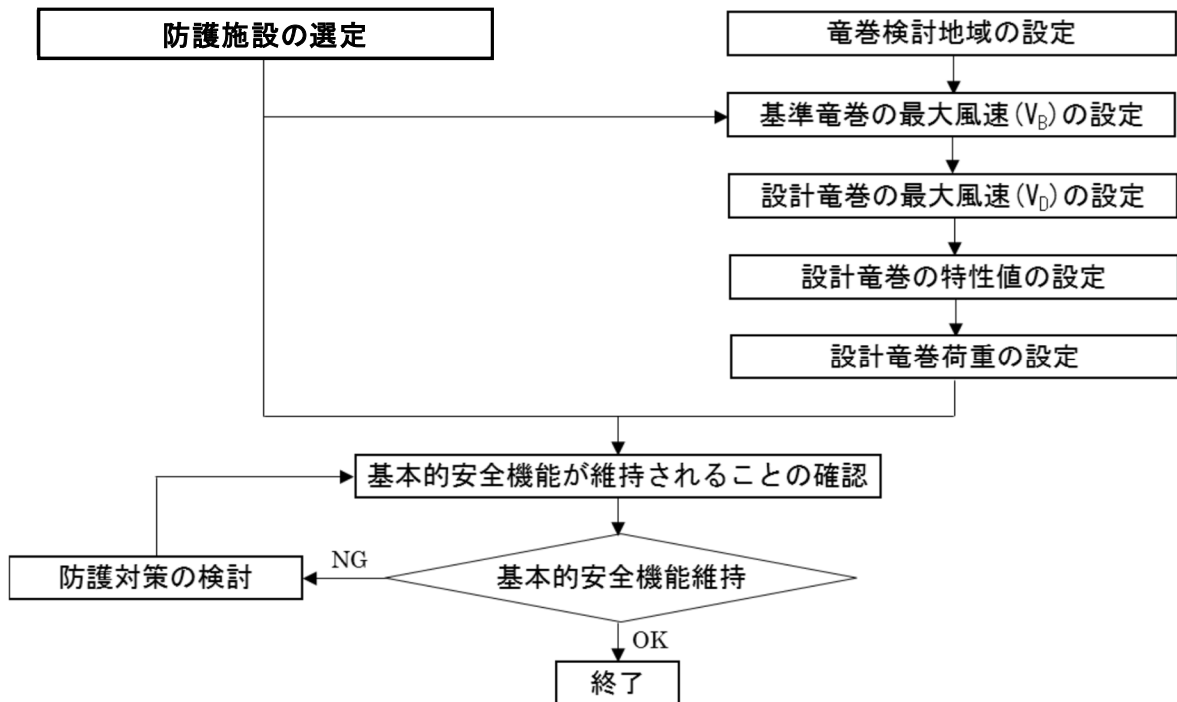 防護施設の選定
竜巻検討地域の設定
基準竜巻の最大風速(VB)の設定
設計竜巻の最大風速(VD)の設定
設計竜巻の特性値の設定
設計竜巻荷重の設定
基本的安全機能が維持されることの確認
防護対策の検討
NG
基本的安全機能維持
OK
終了